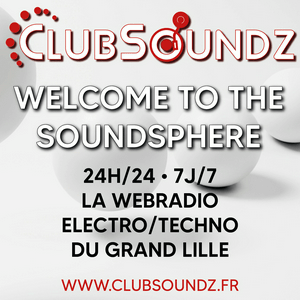 CLUBSOUNDZ
WELCOME TO THE
SOUNDSPHERE
24H/24 • 7J/7
LA WEBRADIO
ELECTRO/TECHNO
DU GRAND LILLE
WWW.CLUBSOUNDZ.FR